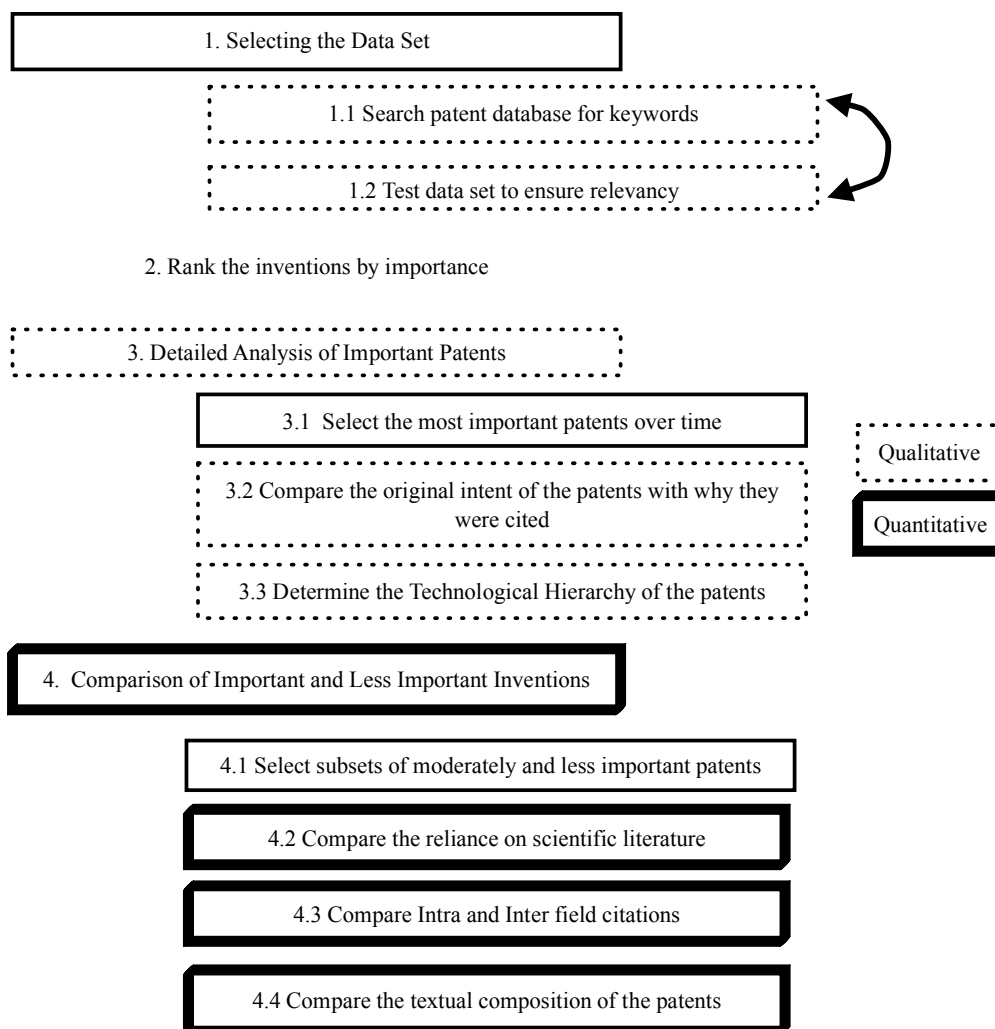 1. Selecting the Data Set
1.1 Search patent database for keywords
1.2 Test data set to ensure relevancy
2. Rank the inventions by importance
3. Detailed Analysis of Important Patents
3.1 Select the most important patents over time
3.2 Compare the original intent of the patents with why they
were cited
3.3 Determine the Technological Hierarchy of the patents
Qualitative
Quantitative
4. Comparison of Important and Less Important Inventions
4.1 Select subsets of moderately and less important patents
4.2 Compare the reliance on scientific literature
4.3 Compare Intra and Inter field citations
4.4 Compare the textual composition of the patents